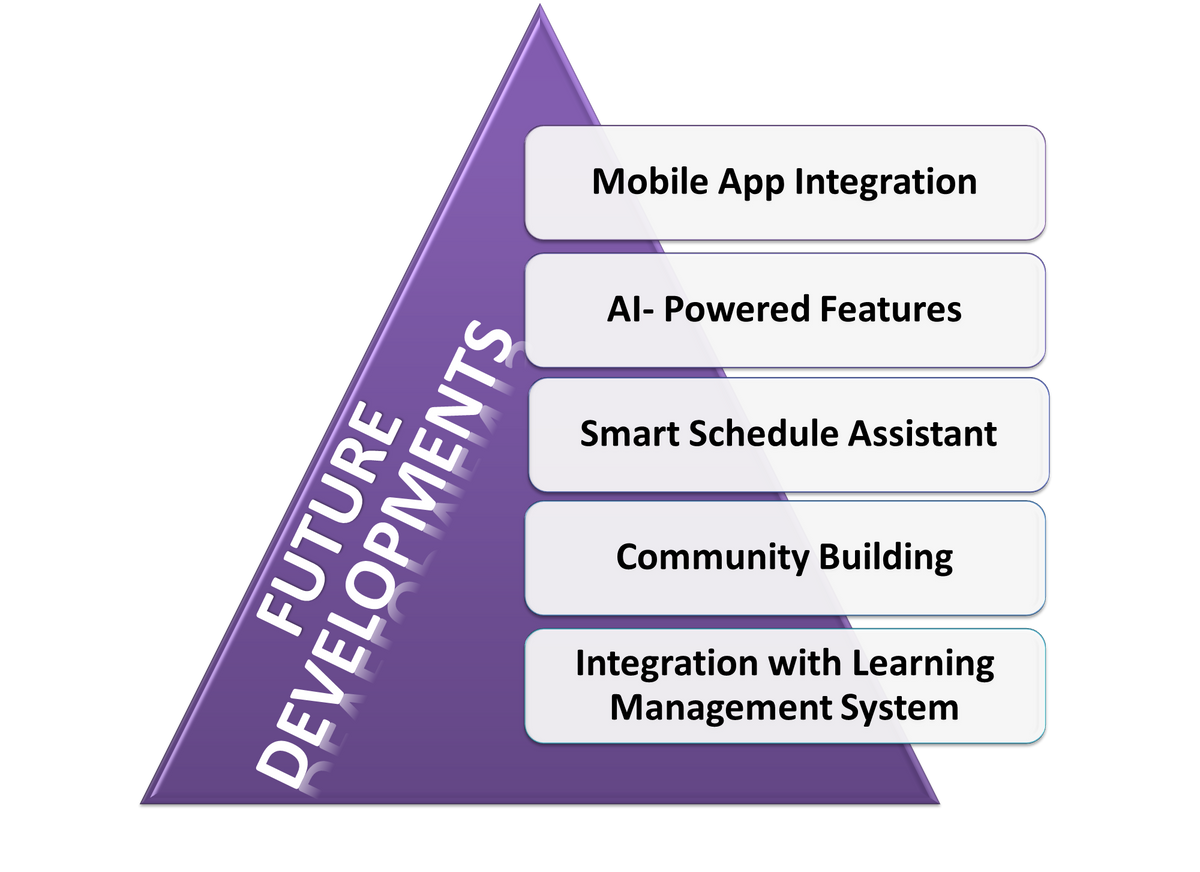 FUTURE
DEVELOPMENTS
Mobile App Integration
AI- Powered Features
Smart Schedule Assistant
Community Building
Integration with Learning
Management System